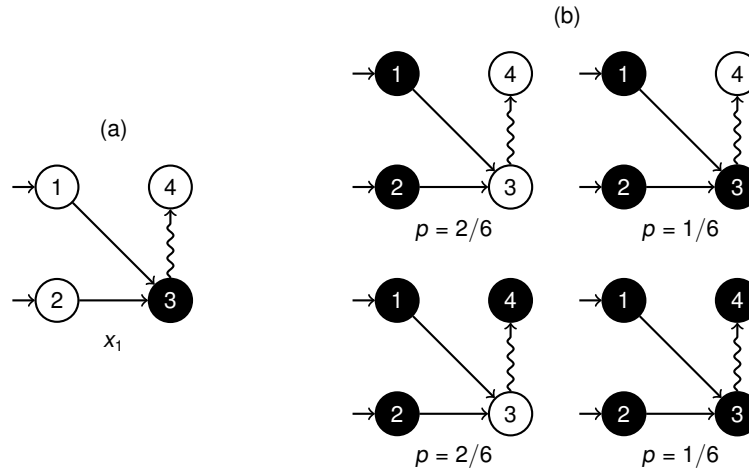 (b)
1 4 1 4
(a)
1 4
2 3 2 3
p = 2/6 p = 1/6
2 3
x₁
1 4 1 4
2 3 2 3
p = 2/6 p = 1/6